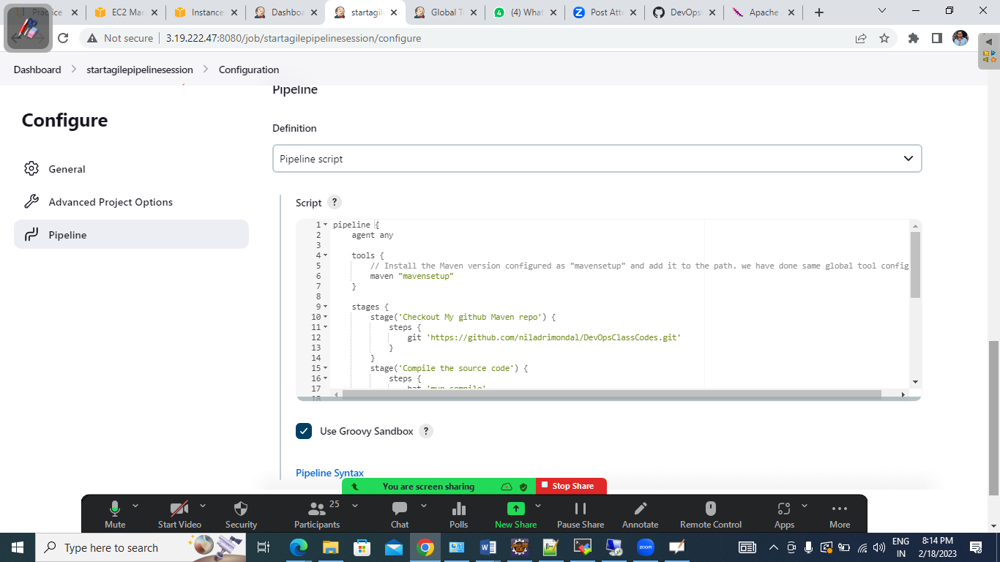 Practice
EC2 Mar
Instance
Dashboa
startagil
Global T
(4) What
Post Att
DevOps
Apache
Not secure
3.19.222.47:8080/job/startagilepipelinesession/configure
Dashboard
startagilepipelinesession
Configuration
Configure
General
Advanced Project Options
Pipeline
Pipeline
Definition
Pipeline script
Script ?
1 pipeline {
2 agent any
3
4 tools {
5 // Install the Maven version configured as "mavensetup" and add it to the path. we have done same global tool config
6 maven "mavensetup"
7 }
8
9 stages {
10 stage('Checkout My github Maven repo') {
11 steps {
12 git 'https://github.com/niladrimondal/DevOpsClassCodes.git'
13 }
14 }
15 stage('Compile the source code') {
16 steps {
17 bat 'mvn compile'
18
Use Groovy Sandbox ?
Pipeline Syntax
You are screen sharing
Stop Share
Mute
Start Video
Security
Participants
25
Chat
Polls
New Share
Pause Share
Annotate
Remote Control
Apps
More
Type here to search
zoom
ENG
IN
8:14 PM
2/18/2023